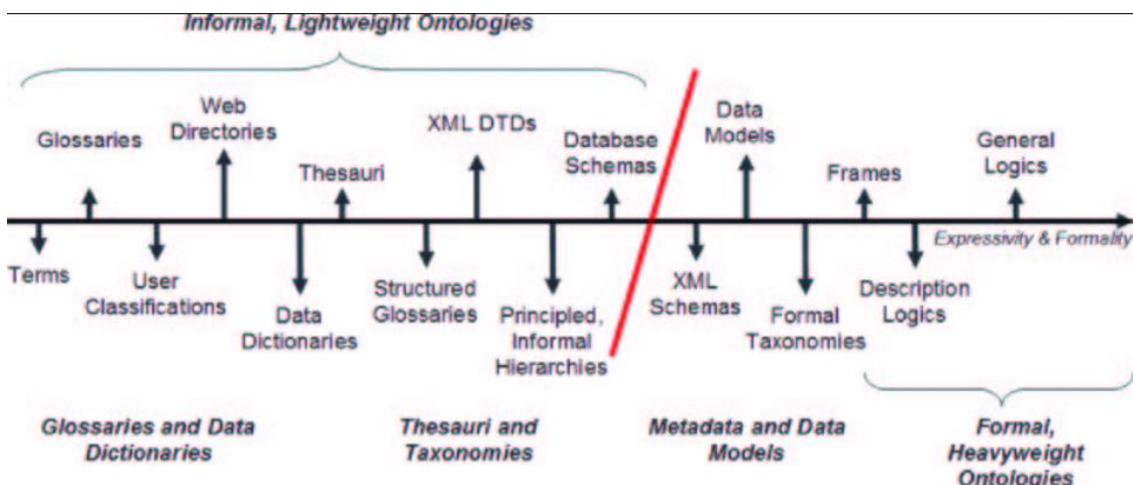 Informal, Lightweight Ontologies
Glossaries
Web
Directories
Thesauri
XML DTDs
Database
Schemas
Data
Models
Frames
General
Logics
Expressivity & Formality
Terms
User
Classifications
Data
Dictionaries
Structured
Glossaries
Principled,
Informal
Hierarchies
XML
Schemas
Formal
Taxonomies
Description
Logics
Glossaries and Data
Dictionaries
Thesauri and
Taxonomies
Metadata and Data
Models
Formal,
Heavyweight
Ontologies